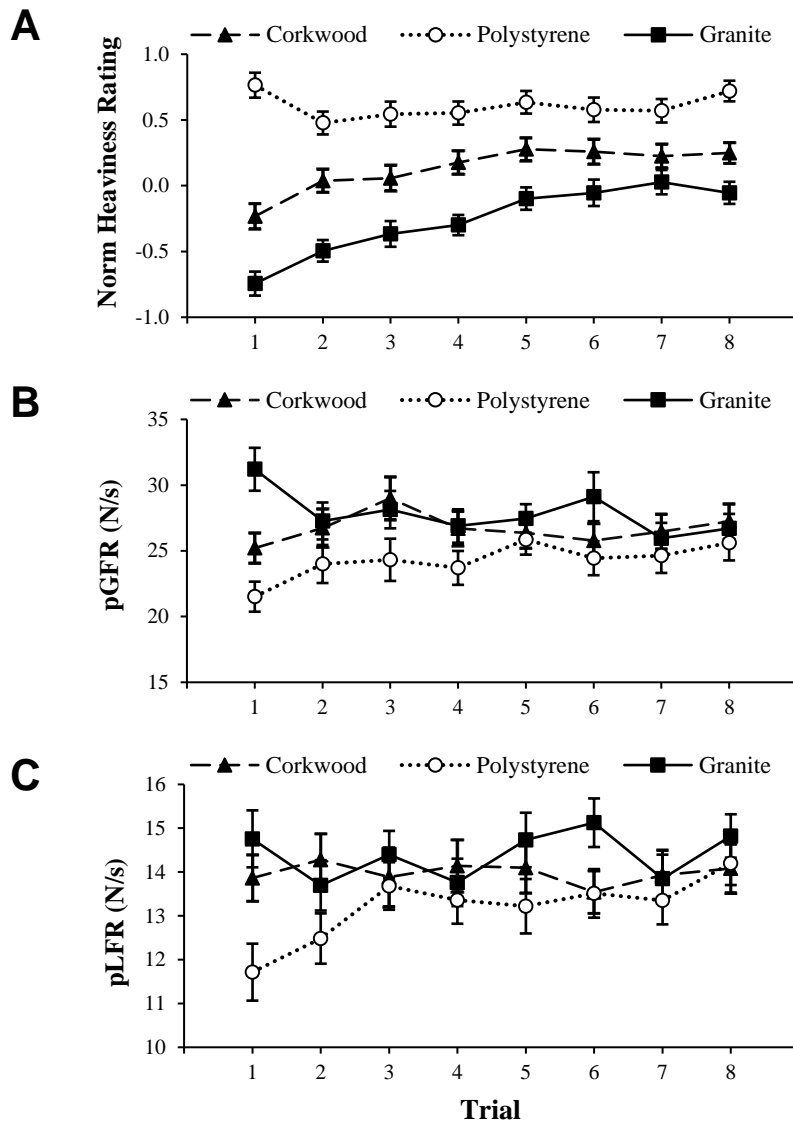 A
Corkwood Polystyrene Granite
Norm Heaviness Rating
1.0
0.5
0.0
-0.5
-1.0
1 2 3 4 5 6 7 8
B
Corkwood Polystyrene Granite
pGFR (N/s)
35
30
25
20
15
1 2 3 4 5 6 7 8
C
Corkwood Polystyrene Granite
pLFR (N/s)
16
15
14
13
12
11
10
1 2 3 4 5 6 7 8
Trial